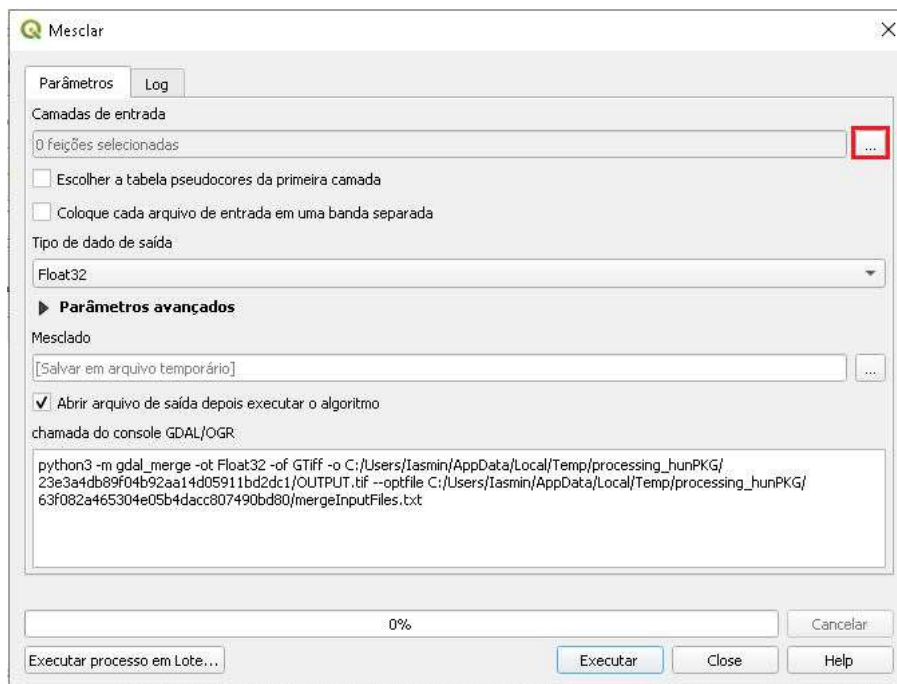 Mesclar
Parâmetros
Log
Camadas de entrada
0 feições selecionadas
...
Escolher a tabela pseudocores da primeira camada
Coloque cada arquivo de entrada em uma banda separada
Tipo de dado de saída
Float32
Parâmetros avançados
Mesclado
[Salvar em arquivo temporário]
...
Abrir arquivo de saída depois executar o algoritmo
chamada do console GDAL/OGR
python3 -m gdal_merge -ot Float32 -of GTiff -o C:/Users/Iasmin/AppData/Local/Temp/processing_hunPKG/
23e3a4db89f04b92aa14d05911bd2dc1/OUTPUT.tif --optfile C:/Users/Iasmin/AppData/Local/Temp/processing_hunPKG/
63f082a465304e05b4dacc807490bd80/mergeInputFiles.txt
0%
Cancelar
Executar processo em Lote...
Executar
Close
Help